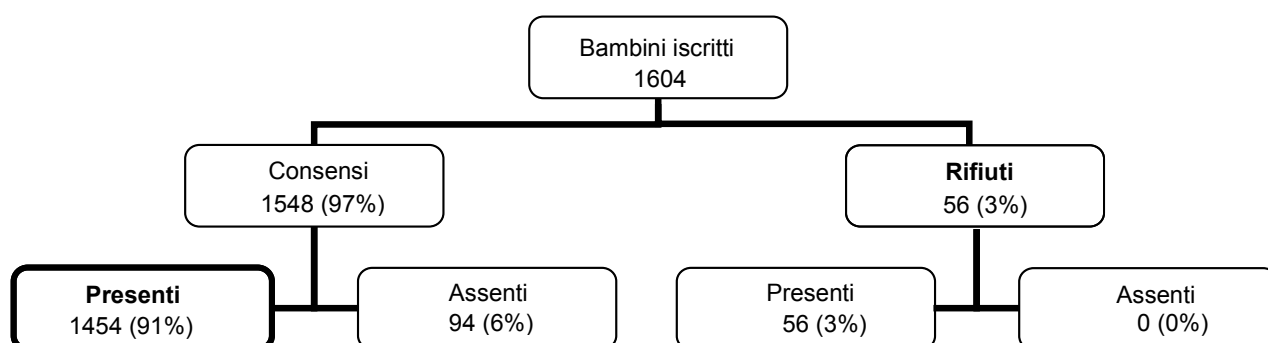 Bambini iscritti
1604
Consensi
1548 (97%)
Rifiuti
56 (3%)
Presenti
1454 (91%)
Assenti
94 (6%)
Presenti
56 (3%)
Assenti
0 (0%)